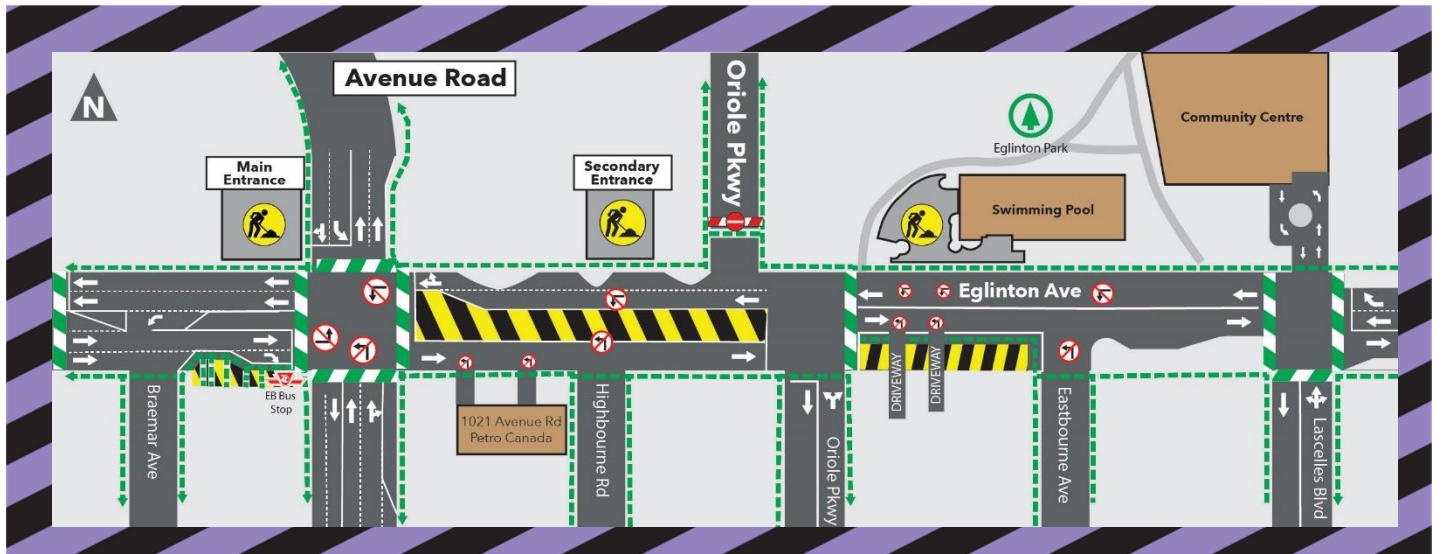 N
Avenue Road
Oriole Pkwy
Main
Entrance
Secondary
Entrance
Eglinton Park
Swimming Pool
Community Centre
Eglinton Ave
EB Bus
Stop
Braemar Ave
1021 Avenue Rd
Petro Canada
Highbourne Rd
Oriole Pkwy
DRIVEWAY
DRIVEWAY
Eastbourne Ave
Lascelles Blvd